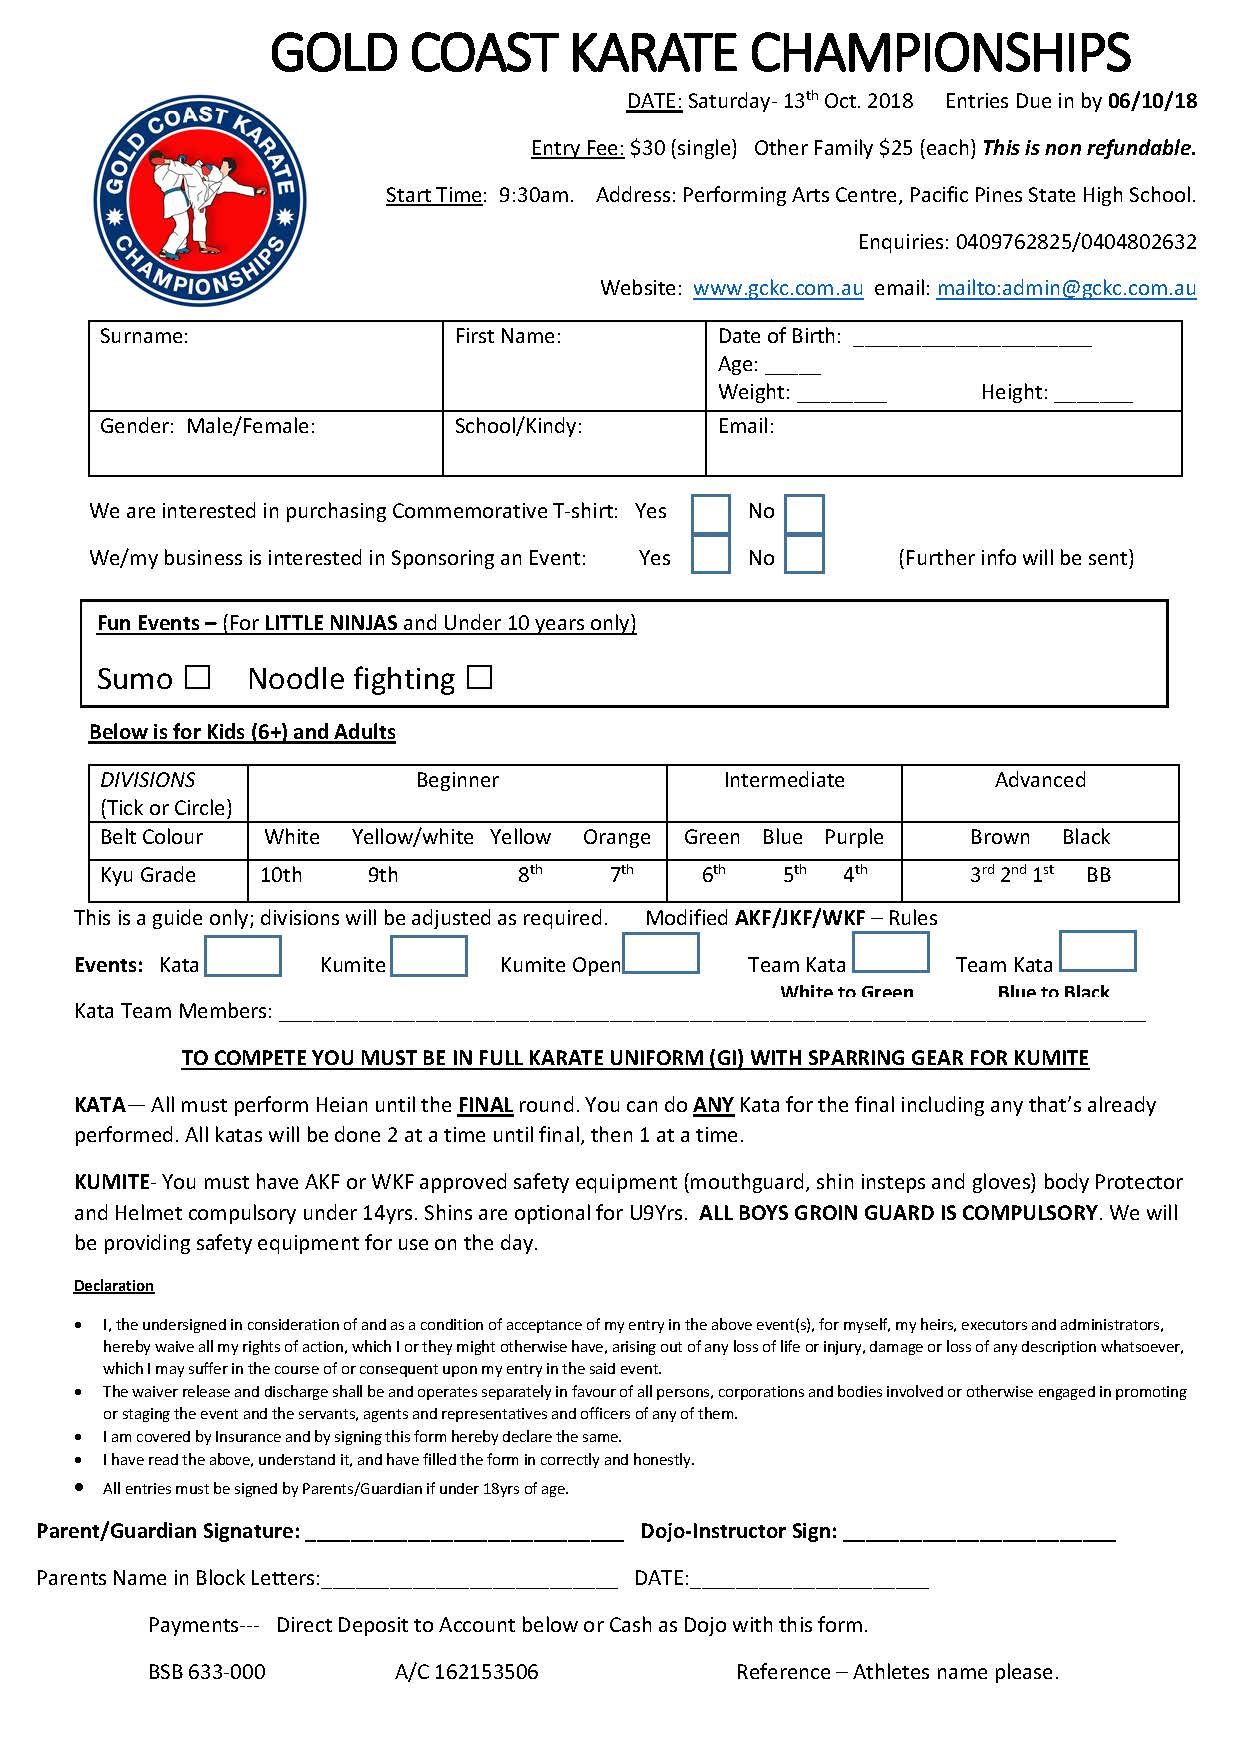 GOLD COAST KARATE CHAMPIONSHIPS
DATE: Saturday- 13th Oct. 2018 Entries Due in by 06/10/18
GOLD COAST KARATE
CHAMPIONSHIPS
Entry Fee: $30 (single) Other Family $25 (each) This is non refundable.
Start Time: 9:30am. Address: Performing Arts Centre, Pacific Pines State High School.
Enquiries: 0409762825/0404802632
Website: www.gckc.com.au email: mailto:admin@gckc.com.au
Surname: First Name: Date of Birth: _____________________
Age: _____
Weight: ________ Height: _______
Gender: Male/Female: School/Kindy: Email:
We are interested in purchasing Commemorative T-shirt: Yes No
We/my business is interested in Sponsoring an Event: Yes No (Further info will be sent)
Fun Events – (For LITTLE NINJAS and Under 10 years only)
Sumo ☐ Noodle fighting ☐
Below is for Kids (6+) and Adults
DIVISIONS Beginner Intermediate Advanced
(Tick or Circle)
Belt Colour White Yellow/white Yellow Orange Green Blue Purple Brown Black
Kyu Grade 10th 9th 8th 7th 6th 5th 4th 3rd 2nd 1st BB
This is a guide only; divisions will be adjusted as required. Modified AKF/JKF/WKF – Rules
Events: Kata Kumite Kumite Open Team Kata Team Kata
White to Green Blue to Black
Kata Team Members: _____________________________________________________________________________
TO COMPETE YOU MUST BE IN FULL KARATE UNIFORM (GI) WITH SPARRING GEAR FOR KUMITE
KATA— All must perform Heian until the FINAL round. You can do ANY Kata for the final including any that's already
performed. All katas will be done 2 at a time until final, then 1 at a time.
KUMITE- You must have AKF or WKF approved safety equipment (mouthguard, shin insteps and gloves) body Protector
and Helmet compulsory under 14yrs. Shins are optional for U9Yrs. ALL BOYS GROIN GUARD IS COMPULSORY. We will
be providing safety equipment for use on the day.
Declaration
• I, the undersigned in consideration of and as a condition of acceptance of my entry in the above event(s), for myself, my heirs, executors and administrators,
hereby waive all my rights of action, which I or they might otherwise have, arising out of any loss of life or injury, damage or loss of any description whatsoever,
which I may suffer in the course of or consequent upon my entry in the said event.
• The waiver release and discharge shall be and operates separately in favour of all persons, corporations and bodies involved or otherwise engaged in promoting
or staging the event and the servants, agents and representatives and officers of any of them.
• I am covered by Insurance and by signing this form hereby declare the same.
• I have read the above, understand it, and have filled the form in correctly and honestly.
• All entries must be signed by Parents/Guardian if under 18yrs of age.
Parent/Guardian Signature: ____________________________ Dojo-Instructor Sign: ________________________
Parents Name in Block Letters:__________________________ DATE:_____________________
Payments--- Direct Deposit to Account below or Cash as Dojo with this form.
BSB 633-000 A/C 162153506 Reference – Athletes name please.